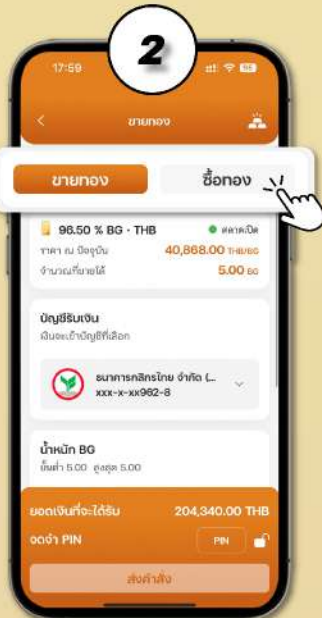 2
17:59
ขายทอง
ขายทอง ซื้อทอง
96.50 % BG - THB ตลาดเปิด
ราคา ณ ปัจจุบัน 40,868.00 THB/BG
จำนวนที่ขายได้ 5.00 BG
บัญชีรับเงิน
เงินจะเข้าบัญชีที่เลือก
ธนาคารกสิกรไทย จำกัด (...
xxx-x-xx962-8
น้ำหนัก BG
ขั้นต่ำ 5.00 สูงสุด 5.00
ยอดเงินที่จะได้รับ 204,340.00 THB
จดจำ PIN PIN
ส่งคำสั่ง